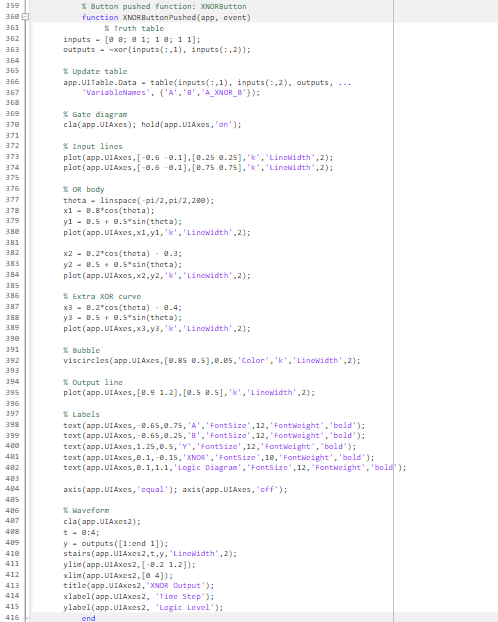 359 % Button pushed function: XNORButton
360 function XNORButtonPushed(app, event)
361 % Truth table
362 inputs = [0 0; 0 1; 1 0; 1 1];
363 outputs = ~xor(inputs(:,1), inputs(:,2));
364
365 % Update table
366 app.UITable.Data = table(inputs(:,1), inputs(:,2), outputs, ...
367 'VariableNames', {'A','B','A_XNOR_B'});
368
369 % Gate diagram
370 cla(app.UIAxes); hold(app.UIAxes,'on');
371
372 % Input lines
373 plot(app.UIAxes,[-0.6 -0.1],[0.25 0.25],'k','LineWidth',2);
374 plot(app.UIAxes,[-0.6 -0.1],[0.75 0.75],'k','LineWidth',2);
375
376 % OR body
377 theta = linspace(-pi/2,pi/2,200);
378 x1 = 0.8*cos(theta);
379 y1 = 0.5 + 0.5*sin(theta);
380 plot(app.UIAxes,x1,y1,'k','LineWidth',2);
381
382 x2 = 0.2*cos(theta) - 0.3;
383 y2 = 0.5 + 0.5*sin(theta);
384 plot(app.UIAxes,x2,y2,'k','LineWidth',2);
385
386 % Extra XOR curve
387 x3 = 0.2*cos(theta) - 0.4;
388 y3 = 0.5 + 0.5*sin(theta);
389 plot(app.UIAxes,x3,y3,'k','LineWidth',2);
390
391 % Bubble
392 viscircles(app.UIAxes,[0.85 0.5],0.05,'Color','k','LineWidth',2);
393
394 % Output line
395 plot(app.UIAxes,[0.9 1.2],[0.5 0.5],'k','LineWidth',2);
396
397 % Labels
398 text(app.UIAxes,-0.65,0.75,'A','FontSize',12,'FontWeight','bold');
399 text(app.UIAxes,-0.65,0.25,'B','FontSize',12,'FontWeight','bold');
400 text(app.UIAxes,1.25,0.5,'Y','FontSize',12,'FontWeight','bold');
401 text(app.UIAxes,0.1,-0.15,'XNOR','FontSize',10,'FontWeight','bold');
402 text(app.UIAxes,0.1,1.1,'Logic Diagram','FontSize',12,'FontWeight','bold');
403
404 axis(app.UIAxes,'equal'); axis(app.UIAxes,'off');
405
406 % Waveform
407 cla(app.UIAxes2);
408 t = 0:4;
409 y = outputs([1:end 1]);
410 stairs(app.UIAxes2,t,y,'LineWidth',2);
411 ylim(app.UIAxes2,[-0.2 1.2]);
412 xlim(app.UIAxes2,[0 4]);
413 title(app.UIAxes2,'XNOR Output');
414 xlabel(app.UIAxes2, 'Time Step');
415 ylabel(app.UIAxes2, 'Logic Level');
416 end